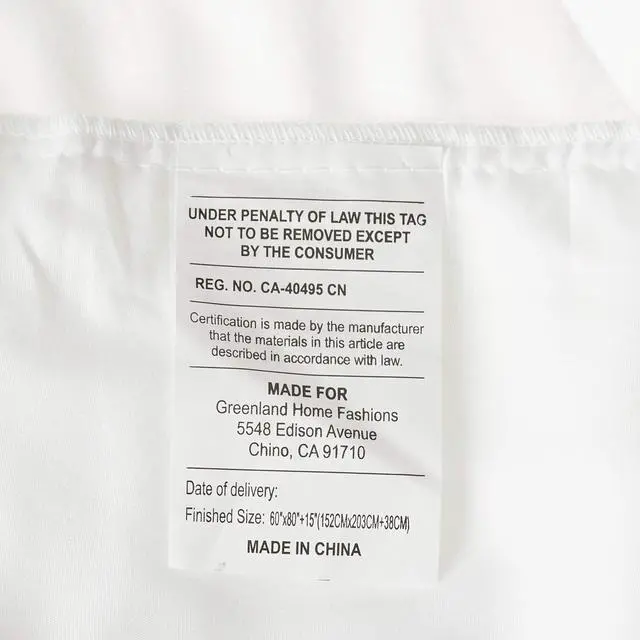 UNDER PENALTY OF LAW THIS TAG
NOT TO BE REMOVED EXCEPT
BY THE CONSUMER
REG. NO. CA-40495 CN
Certification is made by the manufacturer
that the materials in this article are
described in accordance with law.
MADE FOR
Greenland Home Fashions
5548 Edison Avenue
Chino, CA 91710
Date of delivery:
Finished Size: 60"x80"+15"(152CMx203CM+38CM)
MADE IN CHINA